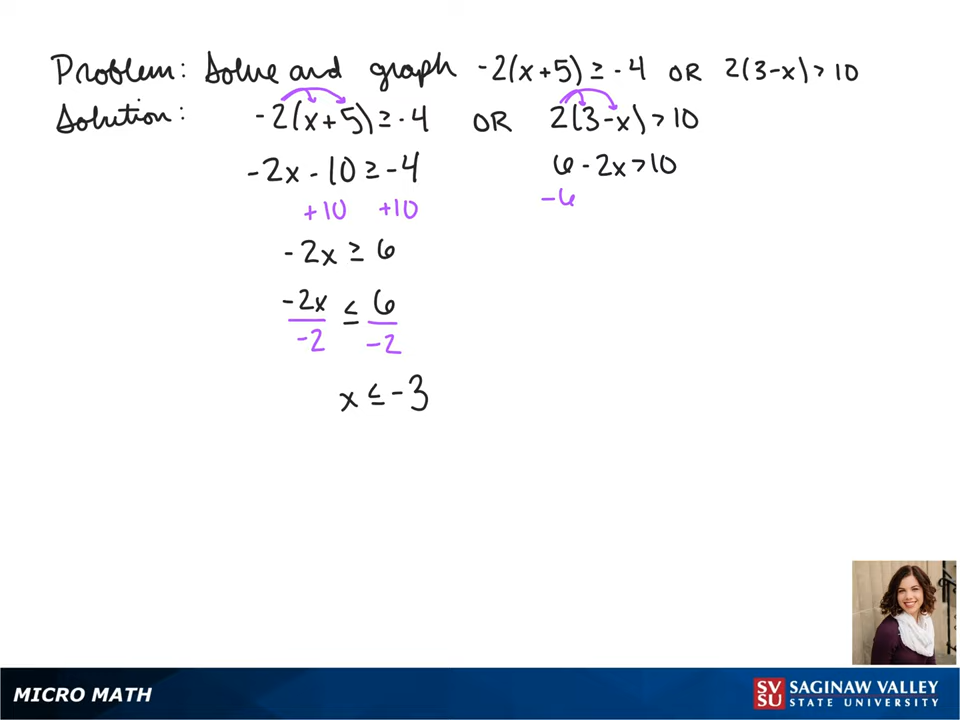 Problem: Solve and graph -2(x+5) ≥ -4 OR 2(3-x) > 10
Solution: -2(x+5) ≥ -4 OR 2(3-x) > 10
-2x - 10 ≥ -4 6 - 2x > 10
+10 +10 -6
-2x ≥ 6
-2x ≤ 6
-2 -2
x ≤ -3
MICRO MATH SVSU SAGINAW VALLEY STATE UNIVERSITY